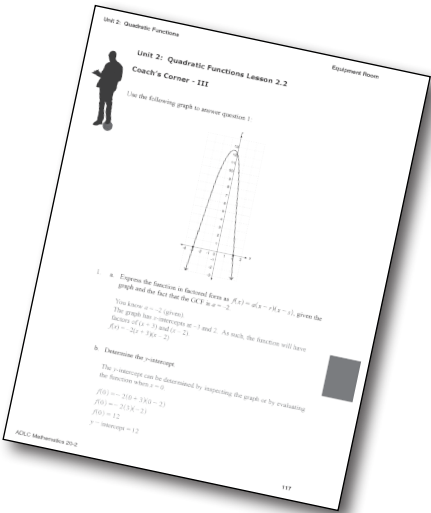 Unit 2: Quadratic Functions
Equipment Room
Unit 2: Quadratic Functions Lesson 2.2
Coach's Corner - III
Use the following graph to answer question 1
1. a. Express the function in factored form as f(x) = a(x − r)(x − s), given the
graph and the fact that the GCF is a = -2
You know a = -2 (given).
The graph has x-intercepts at -3 and 2. As such, the function will have
factors of (x + 3) and (x − 2).
f(x) = -2(x + 3)(x − 2)
b. Determine the y-intercept
The y-intercept can be determined by inspecting the graph or by evaluating
the function when x = 0.
f(0) = -2(0 + 3)(0 − 2)
f(0) = -2(3)(-2)
f(0) = 12
y − intercept = 12
ADLC Mathematics 20-2
117